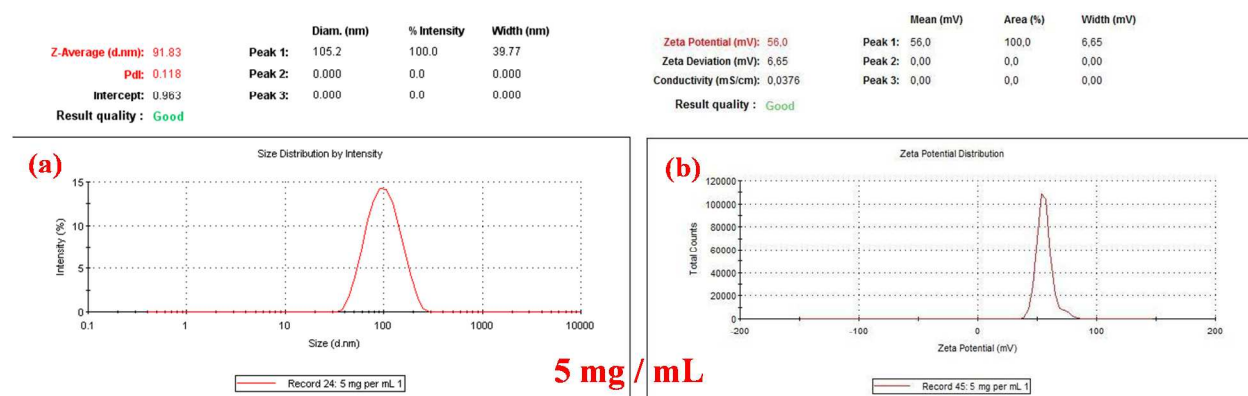 Diam. (nm) % Intensity Width (nm)
Z-Average (d.nm): 91.83 Peak 1: 105.2 100.0 39.77
PdI: 0.118 Peak 2: 0.000 0.0 0.000
Intercept: 0.963 Peak 3: 0.000 0.0 0.000
Result quality : Good
Mean (mV) Area (%) Width (mV)
Zeta Potential (mV): 56,0 Peak 1: 56,0 100,0 6,65
Zeta Deviation (mV): 6,65 Peak 2: 0,00 0,0 0,00
Conductivity (mS/cm): 0,0376 Peak 3: 0,00 0,0 0,00
Result quality : Good
(a)
Size Distribution by Intensity
Intensity (%)
15
10
5
0
0.1 1 10 100 1000 10000
Size (d.nm)
Record 24: 5 mg per mL 1
(b)
Zeta Potential Distribution
Total Counts
120000
100000
80000
60000
40000
20000
0
-200 -100 0 100 200
Zeta Potential (mV)
Record 45: 5 mg per mL 1
5 mg / mL